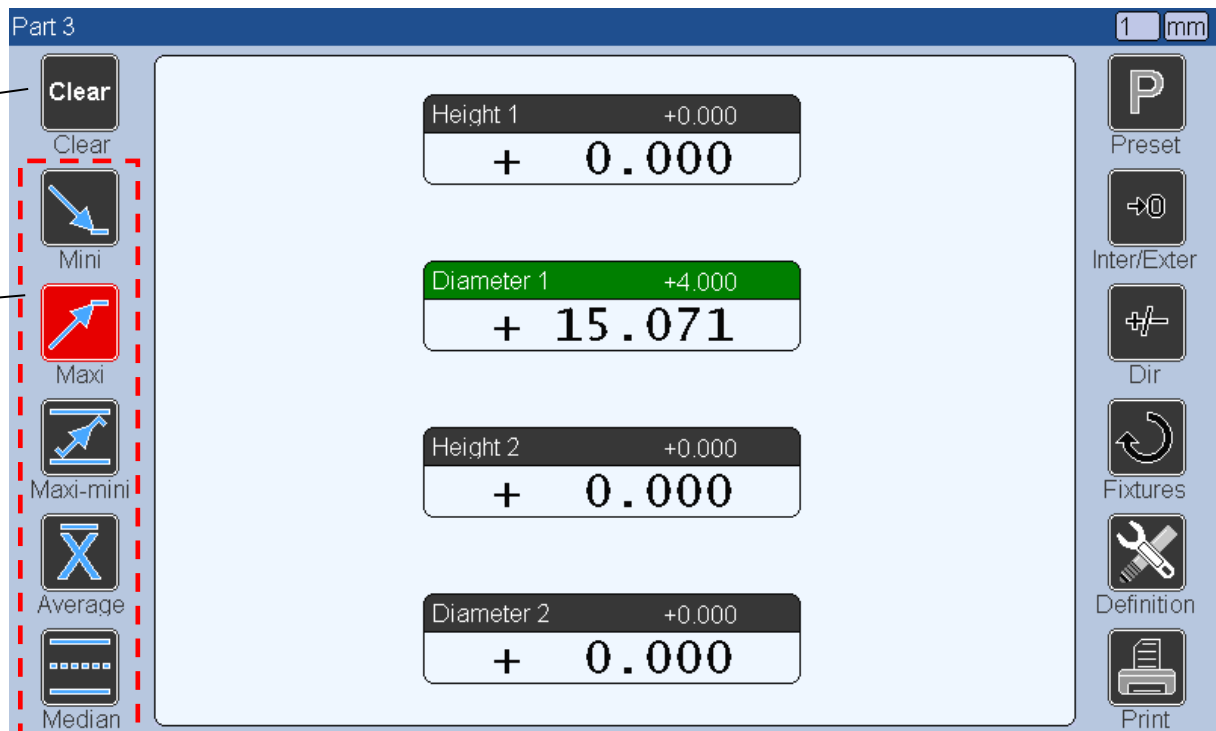 Part 3
1 mm
Clear
Clear
Mini
Maxi
Maxi-mini
Average
Median
Height 1 +0.000
+ 0.000
Diameter 1 +4.000
+ 15.071
Height 2 +0.000
+ 0.000
Diameter 2 +0.000
+ 0.000
P
Preset
→0
Inter/Exter
+/−
Dir
Fixtures
Definition
Print